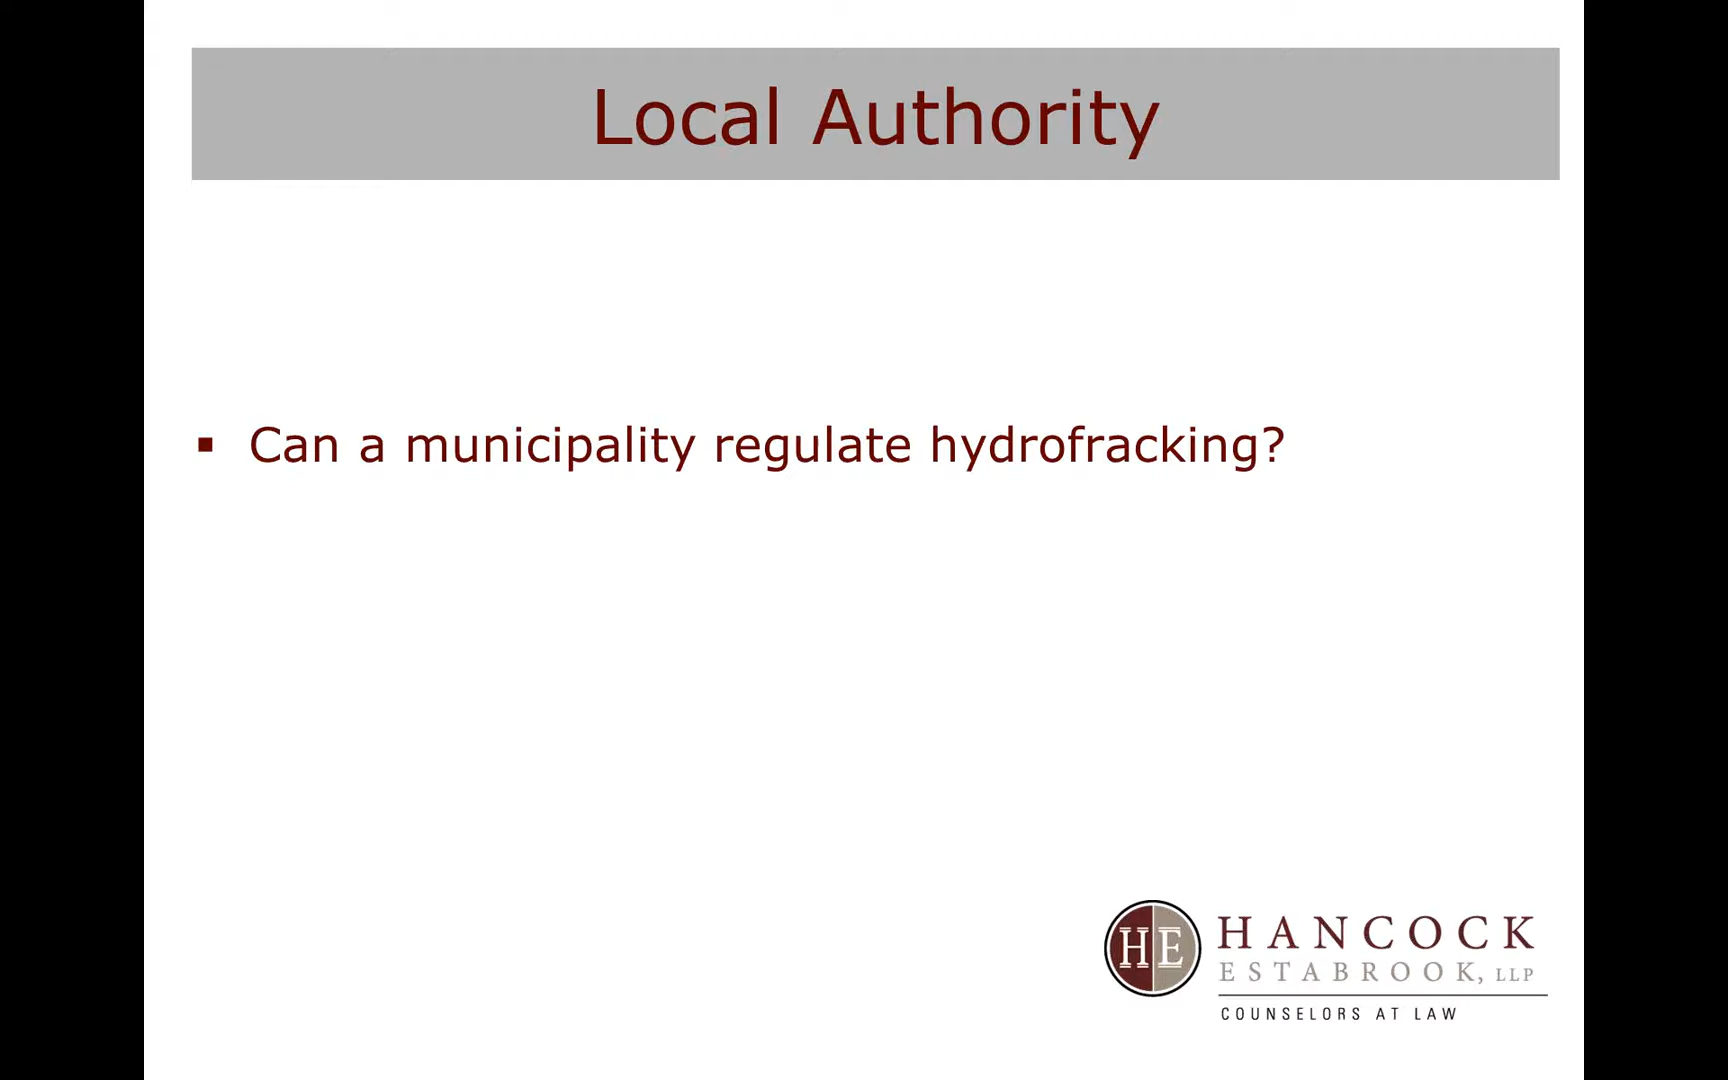 Local Authority
▪ Can a municipality regulate hydrofracking?
HE HANCOCK
ESTABROOK, LLP
COUNSELORS AT LAW